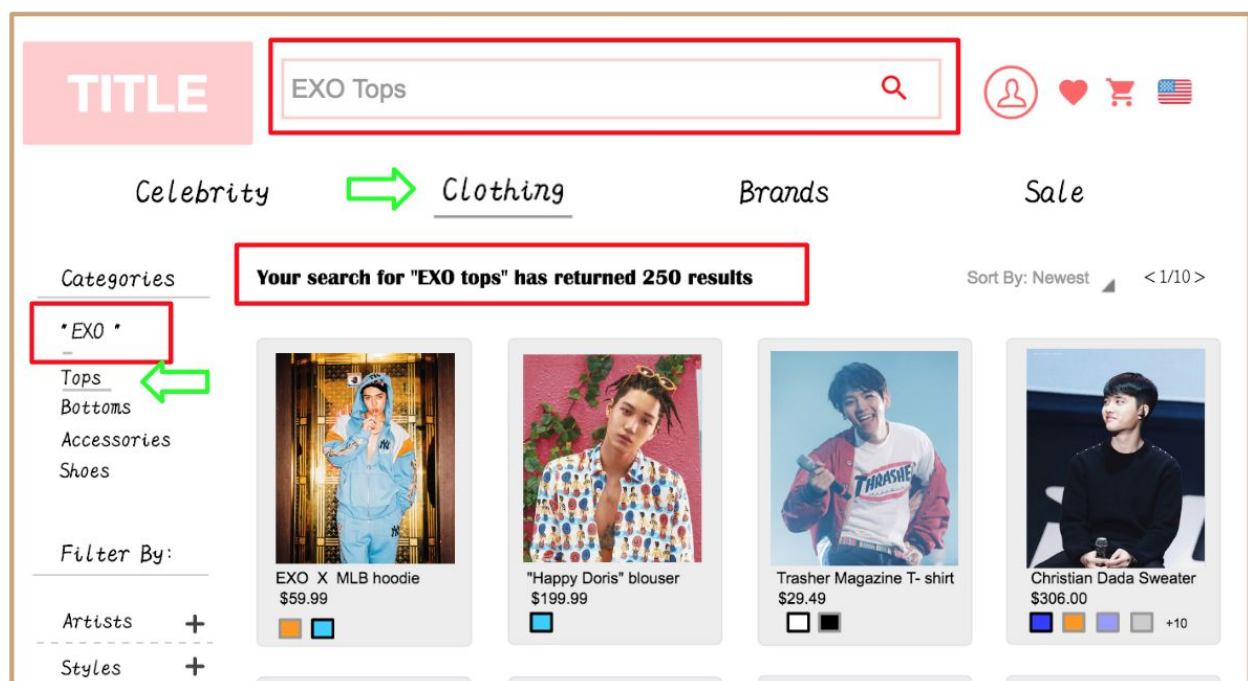 TITLE
EXO Tops
Celebrity
Clothing
Brands
Sale
Categories
Your search for "EXO tops" has returned 250 results
Sort By: Newest
< 1/10 >
" EXO "
Tops
Bottoms
Accessories
Shoes
Filter By:
Artists +
Styles +
THRASHE
EXO X MLB hoodie
$59.99
"Happy Doris" blouser
$199.99
Trasher Magazine T- shirt
$29.49
Christian Dada Sweater
$306.00
+10